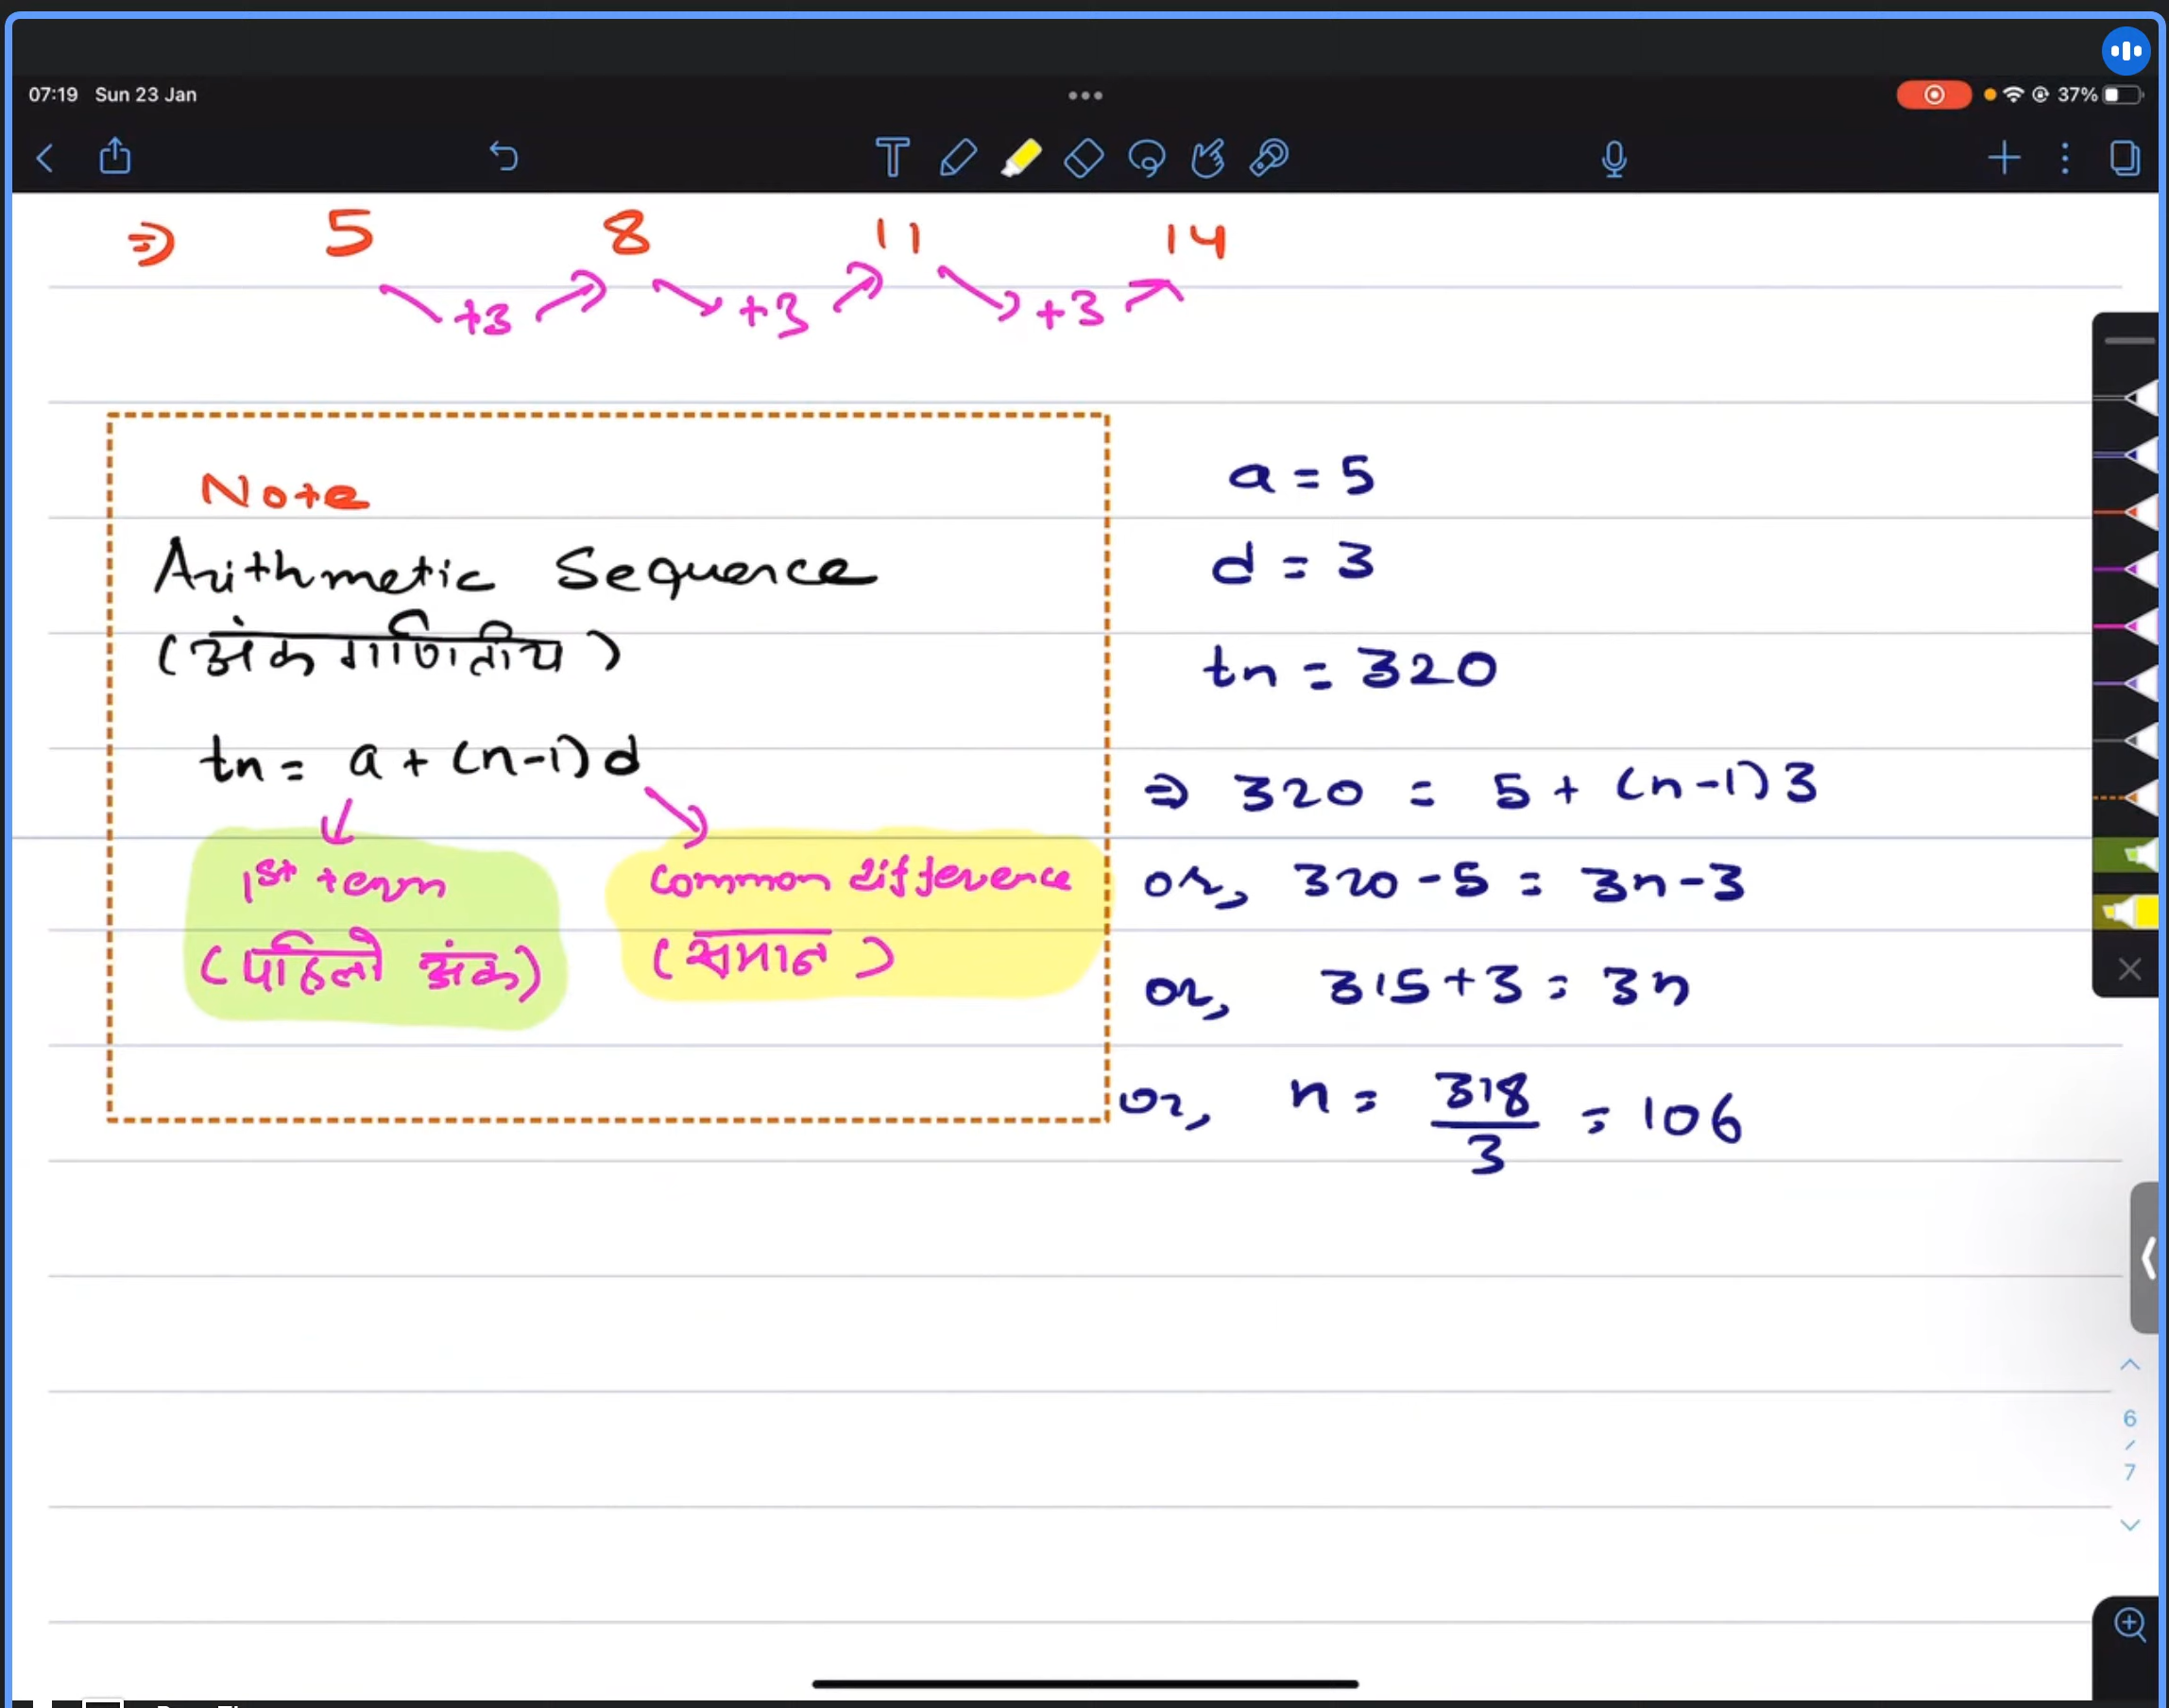 07:19 Sun 23 Jan
37%
T
⇒ 5 8 11 14
+3 +3 +3
Note
Arithmetic Sequence
(अंक गणितीय)
tn = a + (n-1)d
1st term
(पहिलो अंक)
common difference
(समान)
a = 5
d = 3
tn = 320
⇒ 320 = 5 + (n-1)3
or, 320 - 5 = 3n - 3
or, 315 + 3 = 3n
or, n = 318/3 = 106
6
/
7